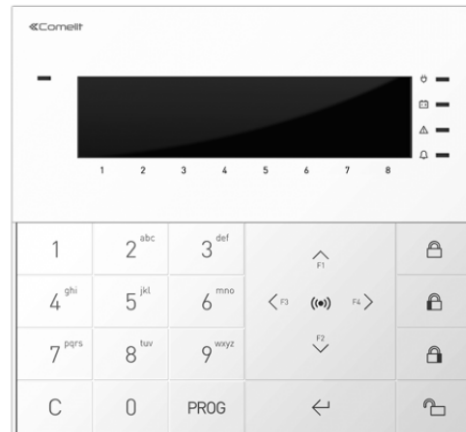 Comelit
1 2 3 4 5 6 7 8
1 2 abc 3 def F1
4 ghi 5 jkl 6 mno F3 F4
7 pqrs 8 tuv 9 wxyz F2
C 0 PROG